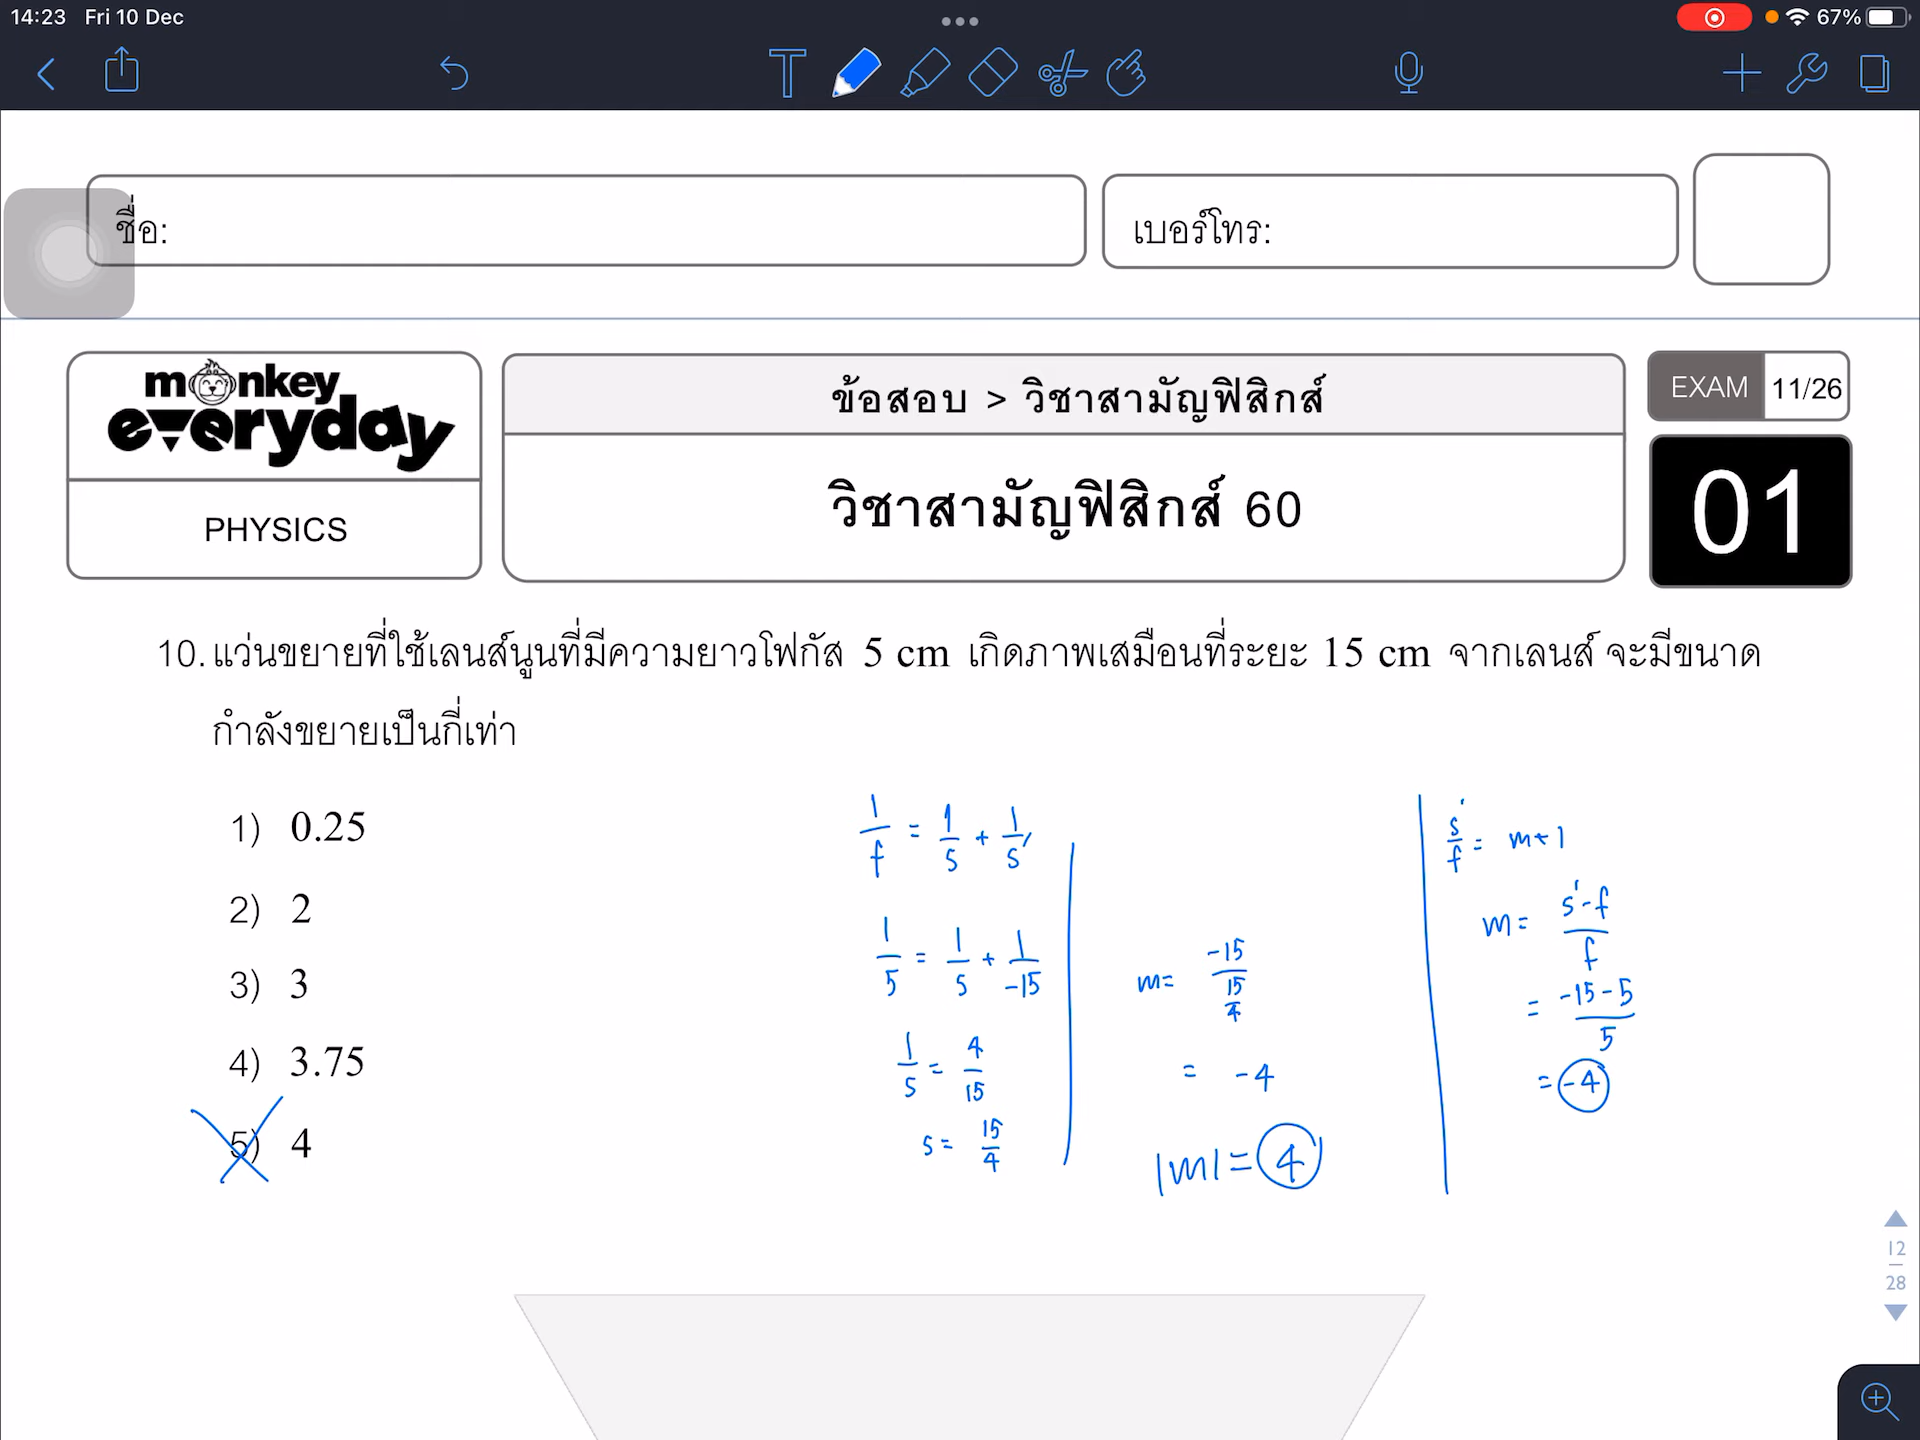 14:23 Fri 10 Dec
67%
ชื่อ:
เบอร์โทร:
monkey
everyday
PHYSICS
ข้อสอบ > วิชาสามัญฟิสิกส์
วิชาสามัญฟิสิกส์ 60
EXAM 11/26
01
10. แว่นขยายที่ใช้เลนส์นูนที่มีความยาวโฟกัส 5 cm เกิดภาพเสมือนที่ระยะ 15 cm จากเลนส์ จะมีขนาด
กำลังขยายเป็นกี่เท่า
1) 0.25
2) 2
3) 3
4) 3.75
5) 4
1/f = 1/s + 1/s'
1/5 = 1/s + 1/-15
1/s = 4/15
s = 15/4
m = -15/(15/4)
= -4
|m| = 4
s'/f = m+1
m = s'-f/f
= -15-5/5
= -4
12
28